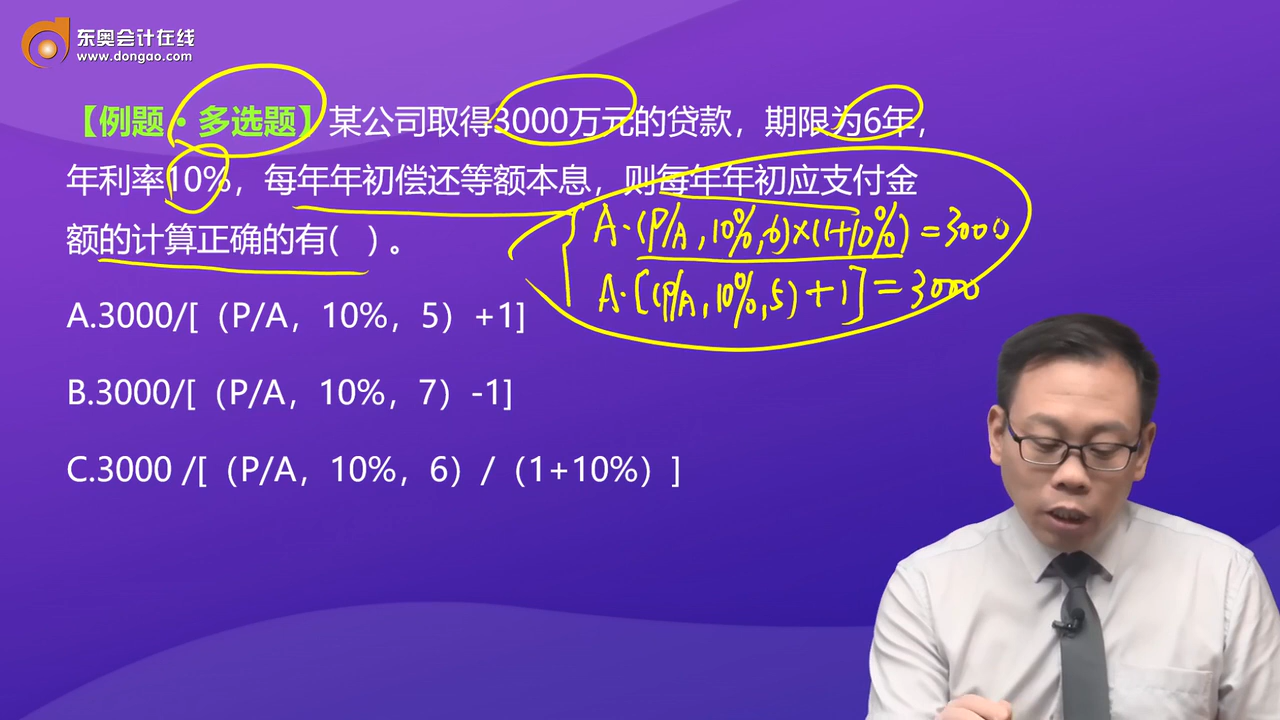 东奥会计在线
www.dongao.com
【例题·多选题】某公司取得3000万元的贷款，期限为6年，
年利率10%，每年年初偿还等额本息，则每年年初应支付金
额的计算正确的有( )。
A·(P/A,10%,6)×(1+10%)=3000
A·[(P/A,10%,5)+1]=3000
A.3000/[（P/A，10%，5）+1]
B.3000/[（P/A，10%，7）-1]
C.3000 /[（P/A，10%，6）/（1+10%）]